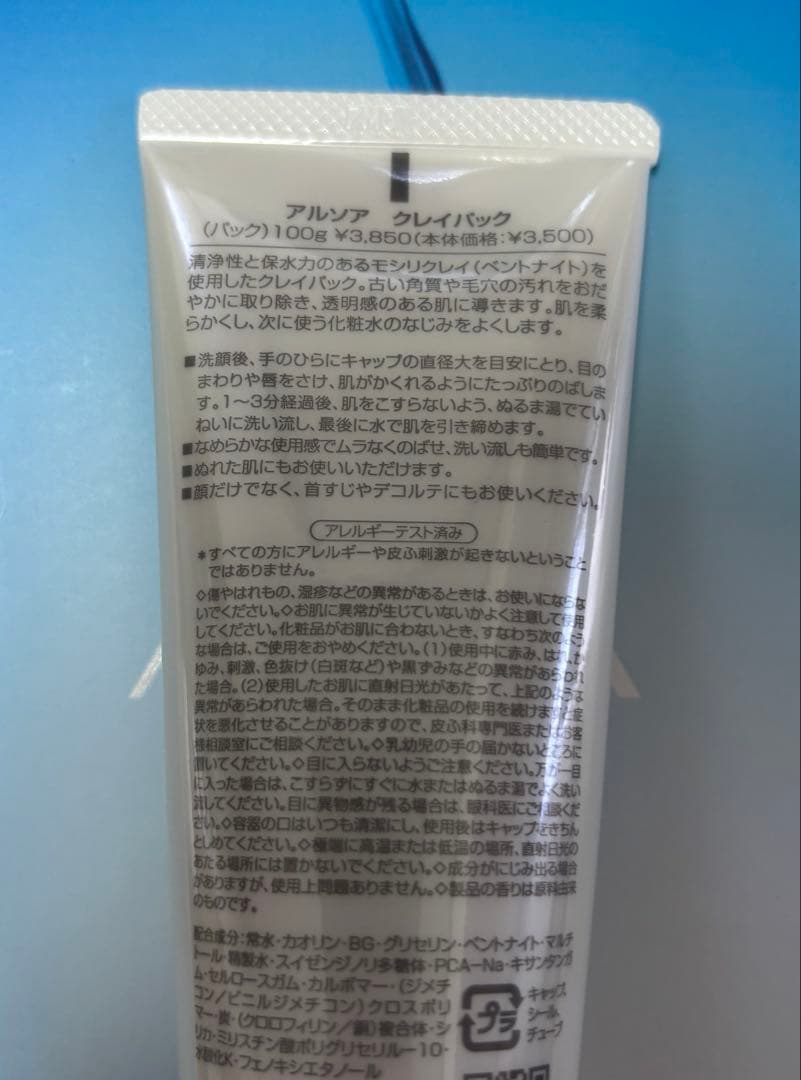 アルソア　クレイパック
(パック)100g ¥3,850(本体価格:¥3,500)
清浄性と保水力のあるモシリクレイ(ベントナイト)を
使用したクレイパック。古い角質や毛穴の汚れをおだ
やかに取り除き、透明感のある肌に導きます。肌を柔
らかくし、次に使う化粧水のなじみをよくします。
■洗顔後、手のひらにキャップの直径大を目安にとり、目の
まわりや唇をさけ、肌がかくれるようにたっぷりのばしま
す。1〜3分経過後、肌をこすらないよう、ぬるま湯でてい
ねいに洗い流し、最後に水で肌を引き締めます。
■なめらかな使用感でムラなくのばせ、洗い流しも簡単です。
■ぬれた肌にもお使いいただけます。
■顔だけでなく、首すじやデコルテにもお使いください。
アレルギーテスト済み
*すべての方にアレルギーや皮ふ刺激が起きないということ
ではありません。
◇傷やはれもの、湿疹などの異常があるときは、お使いにならな
いでください。◇お肌に異常が生じていないかよく注意して使用
してください。化粧品がお肌に合わないとき、すなわち次のよう
な場合は、ご使用をおやめください。(1)使用中に赤み、はれ、か
ゆみ、刺激、色抜け(白斑など)や黒ずみなどの異常があらわれ
た場合。(2)使用したお肌に直射日光があたって、上記のような
異常があらわれた場合。そのまま化粧品の使用を続けますと症
状を悪化させることがありますので、皮ふ科専門医またはお客
様相談室にご相談ください。◇乳幼児の手の届かないところに
置いてください。◇目に入らないようご注意ください。万が一目
に入った場合は、こすらずにすぐに水またはぬるま湯でよく洗い
流してください。目に異物感が残る場合は、眼科医にご相談くだ
さい。◇容器の口はいつも清潔にし、使用後はキャップをきちん
としめてください。◇極端に高温または低温の場所、直射日光の
あたる場所には置かないでください。◇成分がにじみ出る場合
がありますが、使用上問題ありません。◇製品の香りは原料由来
のものです。
配合成分:常水・カオリン・BG・グリセリン・ベントナイト・マルチ
トール・精製水・スイゼンジノリ多糖体・PCA-Na・キサンタンガ
ム・セルロースガム・カルボマー・(ジメチ
コン/ビニルジメチコン)クロスポリ
マー・炭・(クロロフィリン/銅)複合体・シ
リカ・ミリスチン酸ポリグリセリル-10・
水酸化K・フェノキシエタノール
プラ
キャップ
シール
チューブ